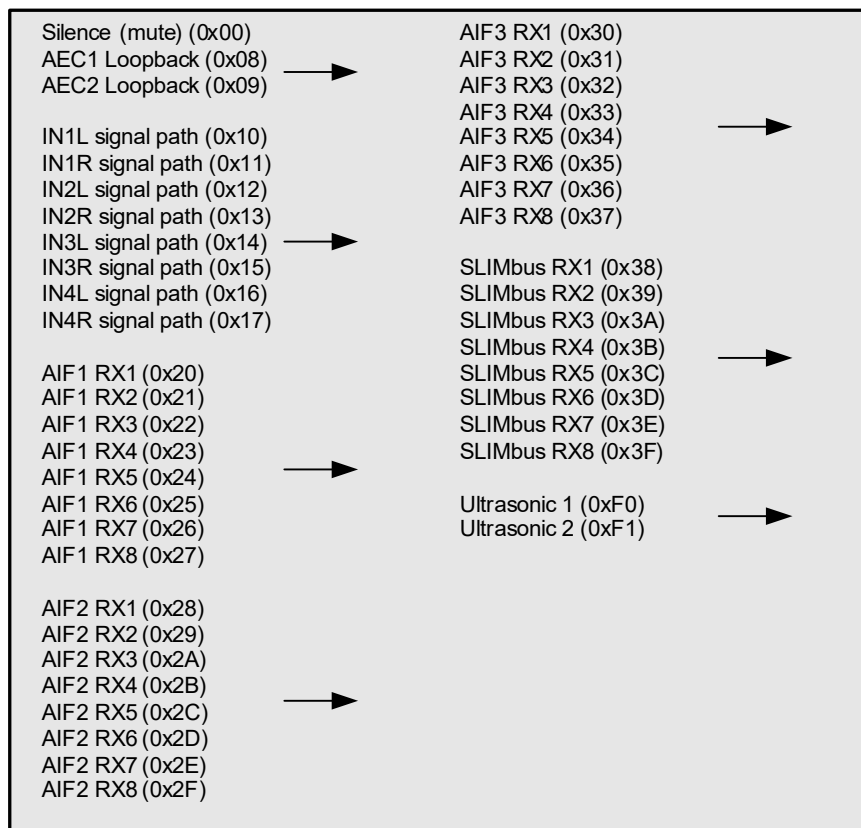 Silence (mute) (0x00)
AEC1 Loopback (0x08)
AEC2 Loopback (0x09)
IN1L signal path (0x10)
IN1R signal path (0x11)
IN2L signal path (0x12)
IN2R signal path (0x13)
IN3L signal path (0x14)
IN3R signal path (0x15)
IN4L signal path (0x16)
IN4R signal path (0x17)
AIF1 RX1 (0x20)
AIF1 RX2 (0x21)
AIF1 RX3 (0x22)
AIF1 RX4 (0x23)
AIF1 RX5 (0x24)
AIF1 RX6 (0x25)
AIF1 RX7 (0x26)
AIF1 RX8 (0x27)
AIF2 RX1 (0x28)
AIF2 RX2 (0x29)
AIF2 RX3 (0x2A)
AIF2 RX4 (0x2B)
AIF2 RX5 (0x2C)
AIF2 RX6 (0x2D)
AIF2 RX7 (0x2E)
AIF2 RX8 (0x2F)
AIF3 RX1 (0x30)
AIF3 RX2 (0x31)
AIF3 RX3 (0x32)
AIF3 RX4 (0x33)
AIF3 RX5 (0x34)
AIF3 RX6 (0x35)
AIF3 RX7 (0x36)
AIF3 RX8 (0x37)
SLIMbus RX1 (0x38)
SLIMbus RX2 (0x39)
SLIMbus RX3 (0x3A)
SLIMbus RX4 (0x3B)
SLIMbus RX5 (0x3C)
SLIMbus RX6 (0x3D)
SLIMbus RX7 (0x3E)
SLIMbus RX8 (0x3F)
Ultrasonic 1 (0xF0)
Ultrasonic 2 (0xF1)